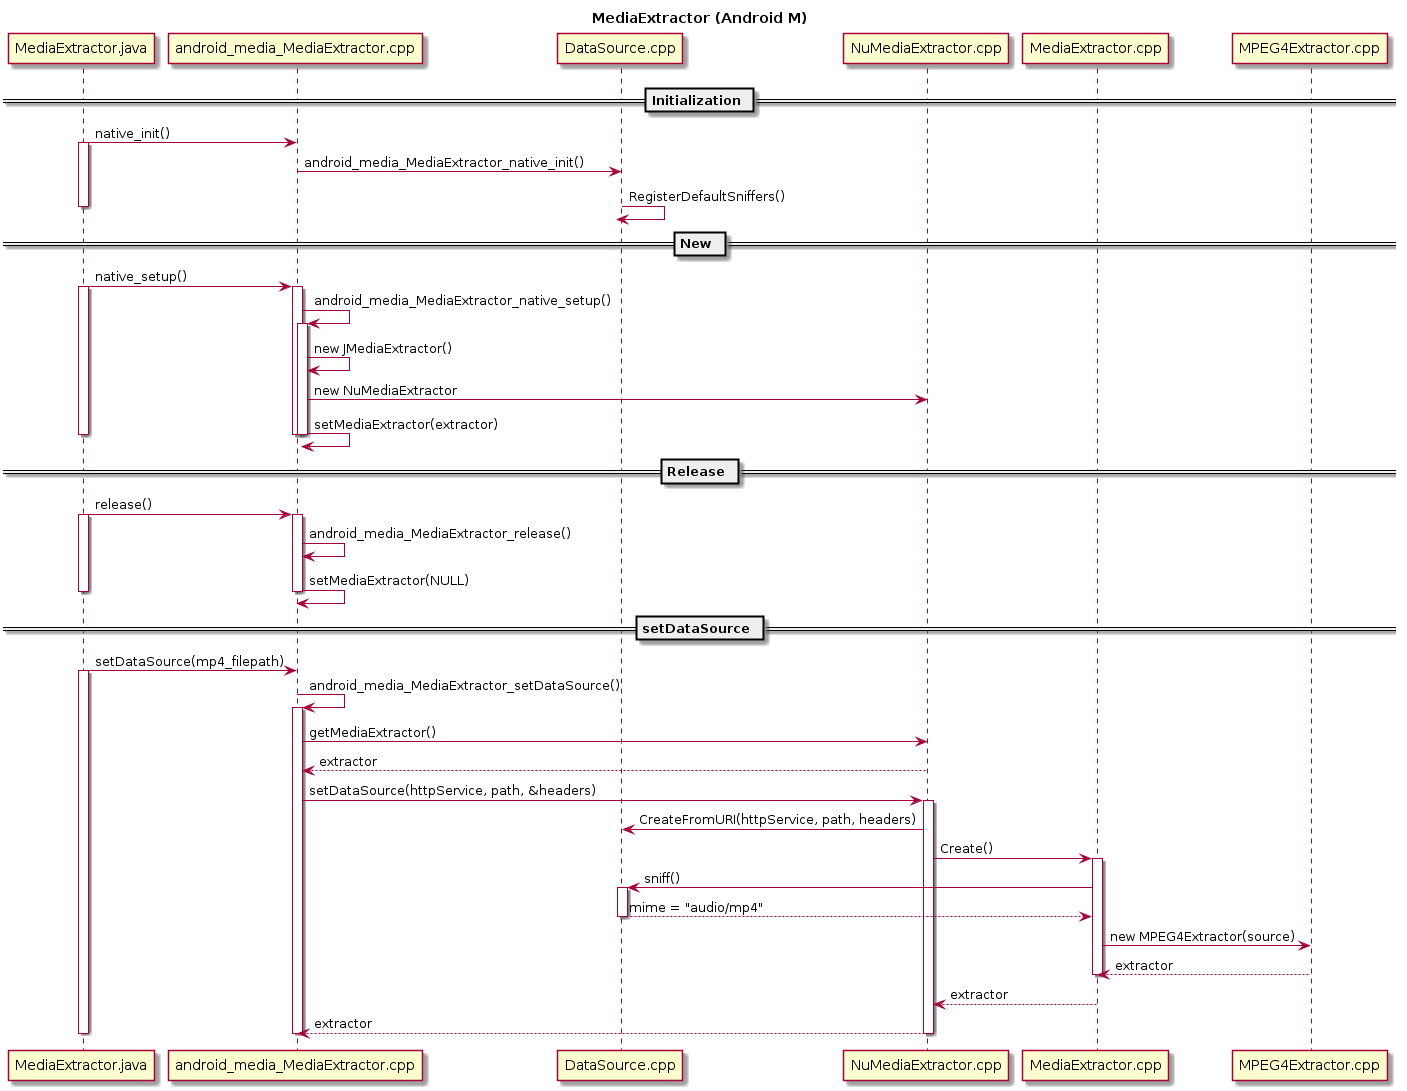 MediaExtractor (Android M)
MediaExtractor.java
android_media_MediaExtractor.cpp
DataSource.cpp
NuMediaExtractor.cpp
MediaExtractor.cpp
MPEG4Extractor.cpp
Initialization
native_init()
android_media_MediaExtractor_native_init()
RegisterDefaultSniffers()
New
native_setup()
android_media_MediaExtractor_native_setup()
new JMediaExtractor()
new NuMediaExtractor
setMediaExtractor(extractor)
Release
release()
android_media_MediaExtractor_release()
setMediaExtractor(NULL)
setDataSource
setDataSource(mp4_filepath)
android_media_MediaExtractor_setDataSource()
getMediaExtractor()
extractor
setDataSource(httpService, path, &headers)
CreateFromURI(httpService, path, headers)
Create()
sniff()
mime = "audio/mp4"
new MPEG4Extractor(source)
extractor
extractor
extractor
MediaExtractor.java
android_media_MediaExtractor.cpp
DataSource.cpp
NuMediaExtractor.cpp
MediaExtractor.cpp
MPEG4Extractor.cpp